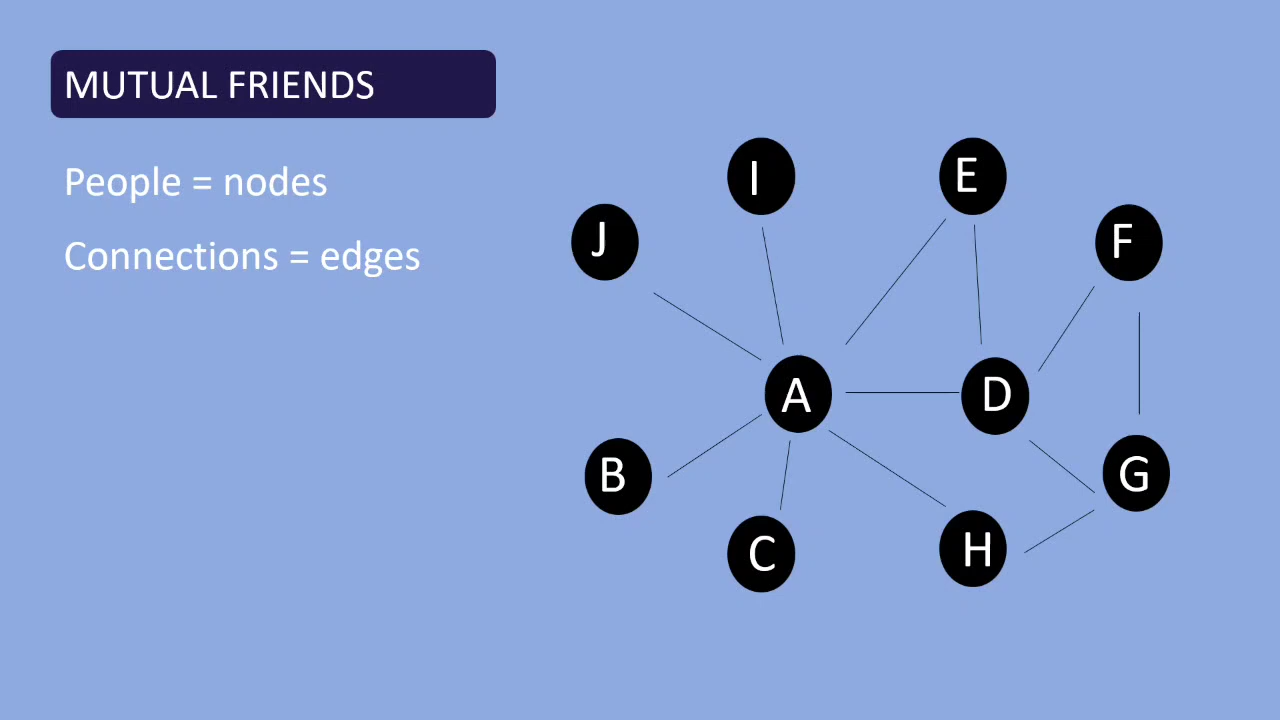 MUTUAL FRIENDS
People = nodes
Connections = edges
I
E
J
F
A
D
B
G
C
H